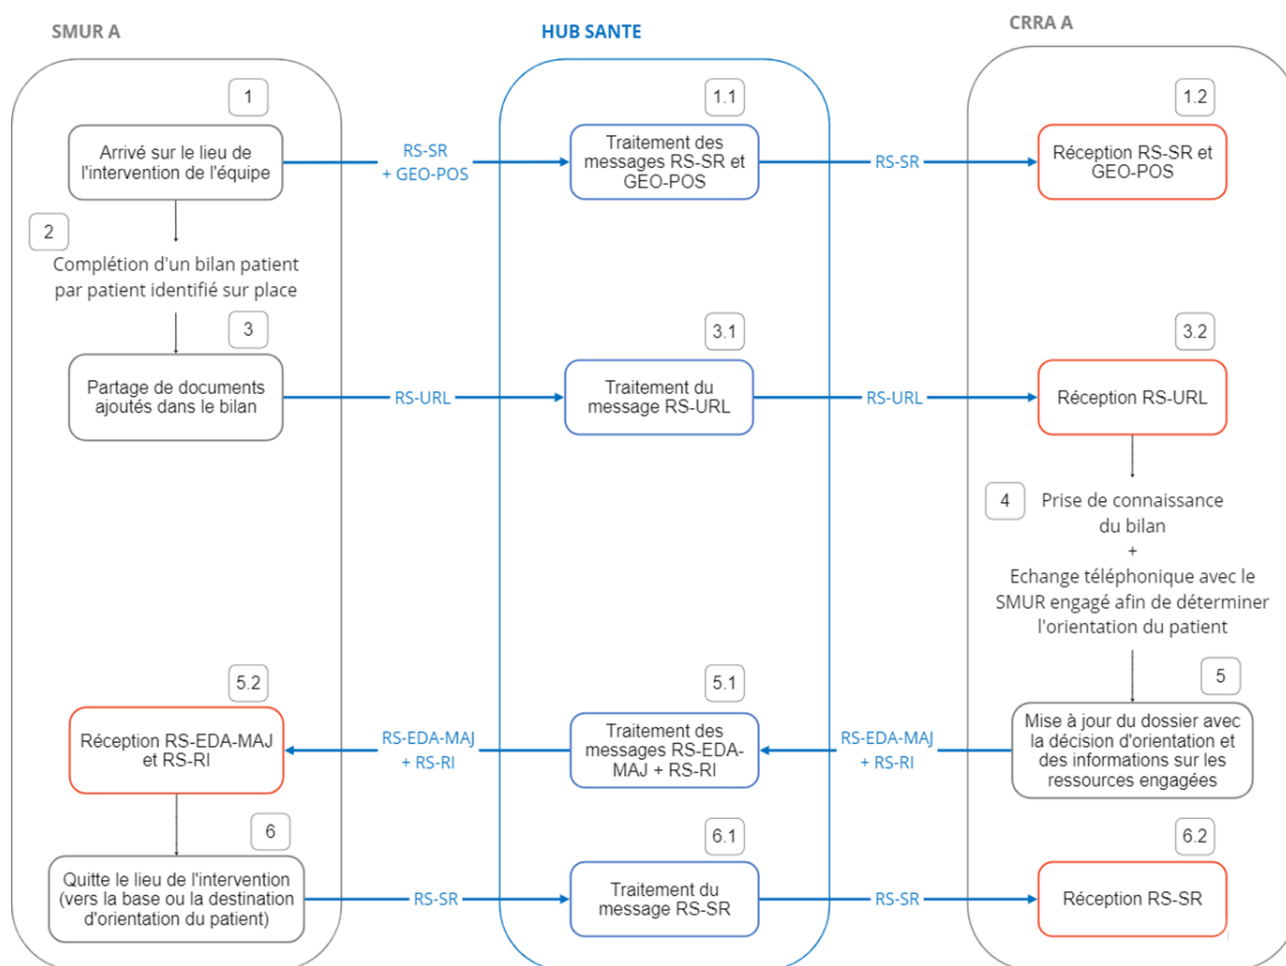 SMUR A
HUB SANTE
CRRA A
1
1.1
1.2
Arrivé sur le lieu de
l'intervention de l'équipe
RS-SR
+ GEO-POS
Traitement des
messages RS-SR et
GEO-POS
RS-SR
Réception RS-SR et
GEO-POS
2
Complétion d'un bilan patient
par patient identifié sur place
3
3.1
3.2
Partage de documents
ajoutés dans le bilan
RS-URL
Traitement du
message RS-URL
RS-URL
Réception RS-URL
4
Prise de connaissance
du bilan
+
Echange téléphonique avec le
SMUR engagé afin de déterminer
l'orientation du patient
5.2
5.1
5
Réception RS-EDA-MAJ
et RS-RI
RS-EDA-MAJ
+ RS-RI
Traitement des
messages RS-EDA-
MAJ + RS-RI
RS-EDA-MAJ
+ RS-RI
Mise à jour du dossier avec
la décision d'orientation et
des informations sur les
ressources engagées
6
6.1
6.2
Quitte le lieu de l'intervention
(vers la base ou la destination
d'orientation du patient)
RS-SR
Traitement du
message RS-SR
RS-SR
Réception RS-SR